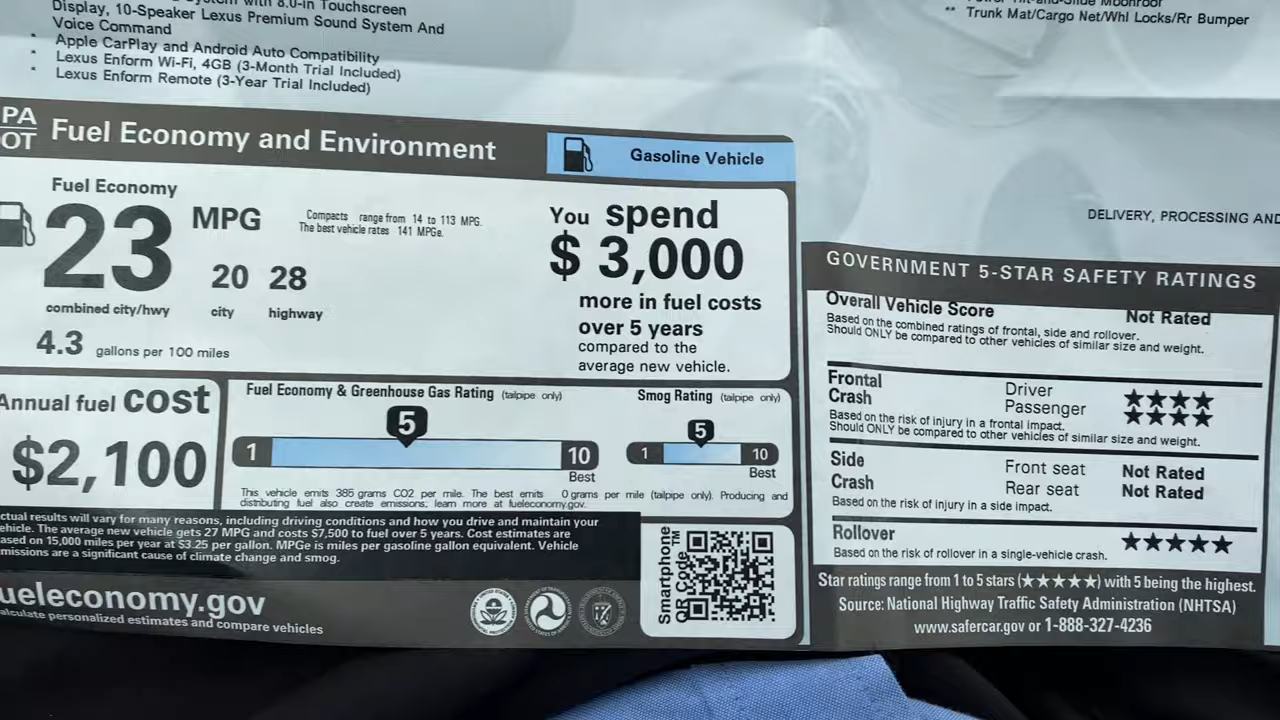 with 8.0-in Touchscreen
Display, 10-Speaker Lexus Premium Sound System And
Voice Command
Apple CarPlay and Android Auto Compatibility
Lexus Enform Wi-Fi, 4GB (3-Month Trial Included)
Lexus Enform Remote (3-Year Trial Included)
** Trunk Mat/Cargo Net/Whl Locks/Rr Bumper
PA
OT
Fuel Economy and Environment
Gasoline Vehicle
Fuel Economy
23 MPG
Compacts range from 14 to 113 MPG.
The best vehicle rates 141 MPGe.
20 28
combined city/hwy city highway
4.3 gallons per 100 miles
You spend
$ 3,000
more in fuel costs
over 5 years
compared to the
average new vehicle.
Annual fuel cost
$2,100
Fuel Economy & Greenhouse Gas Rating (tailpipe only)
5
1 10
Best
Smog Rating (tailpipe only)
5
1 10
Best
This vehicle emits 385 grams CO2 per mile. The best emits 0 grams per mile (tailpipe only). Producing and
distributing fuel also create emissions; learn more at fueleconomy.gov.
ctual results will vary for many reasons, including driving conditions and how you drive and maintain your
ehicle. The average new vehicle gets 27 MPG and costs $7,500 to fuel over 5 years. Cost estimates are
ased on 15,000 miles per year at $3.25 per gallon. MPGe is miles per gasoline gallon equivalent. Vehicle
missions are a significant cause of climate change and smog.
ueleconomy.gov
alculate personalized estimates and compare vehicles
Smartphone
QR Code™
DELIVERY, PROCESSING AND
GOVERNMENT 5-STAR SAFETY RATINGS
Overall Vehicle Score Not Rated
Based on the combined ratings of frontal, side and rollover.
Should ONLY be compared to other vehicles of similar size and weight.
Frontal Driver ★★★★
Crash Passenger ★★★★
Based on the risk of injury in a frontal impact.
Should ONLY be compared to other vehicles of similar size and weight.
Side Front seat Not Rated
Crash Rear seat Not Rated
Based on the risk of injury in a side impact.
Rollover ★★★★★
Based on the risk of rollover in a single-vehicle crash.
Star ratings range from 1 to 5 stars (★★★★★) with 5 being the highest.
Source: National Highway Traffic Safety Administration (NHTSA)
www.safercar.gov or 1-888-327-4236